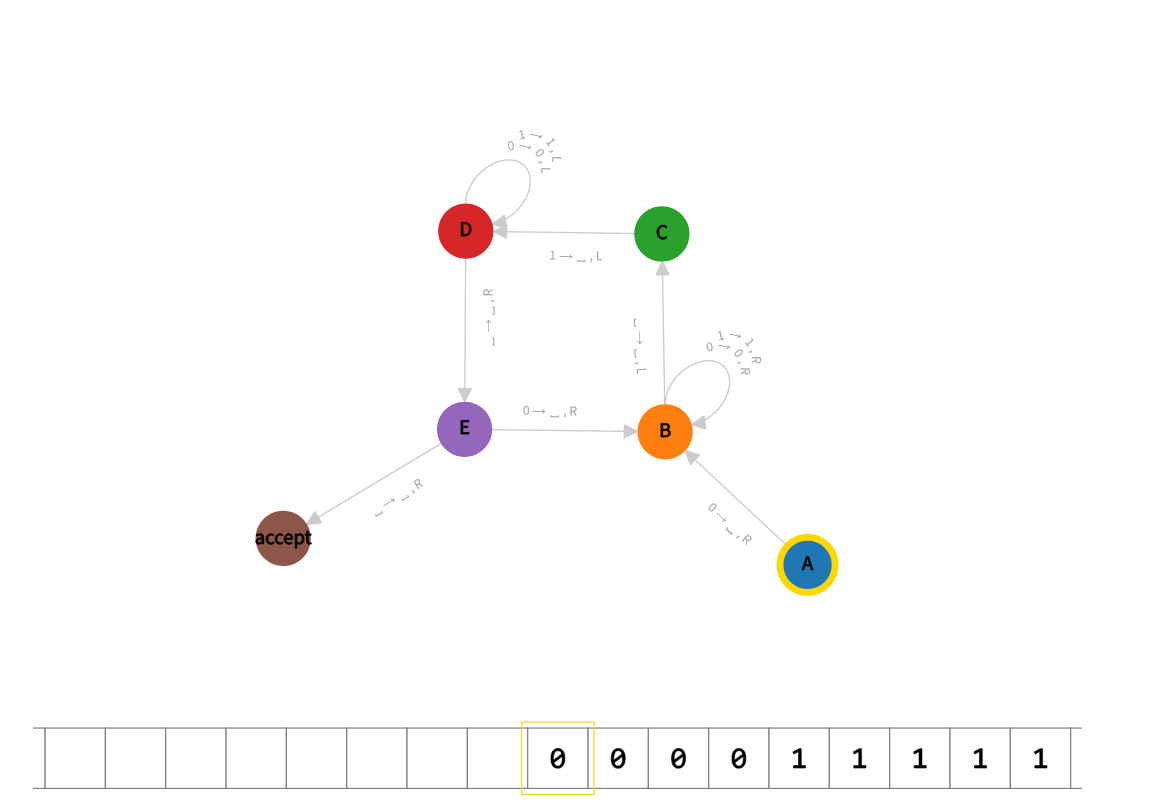 1→1,L
0→0,L
D
C
1→␣,L
␣→␣,R
␣→␣,L
1→1,R
0→0,R
0→␣,R
E
B
␣→␣,R
0→␣,R
accept
A
0 0 0 0 1 1 1 1 1